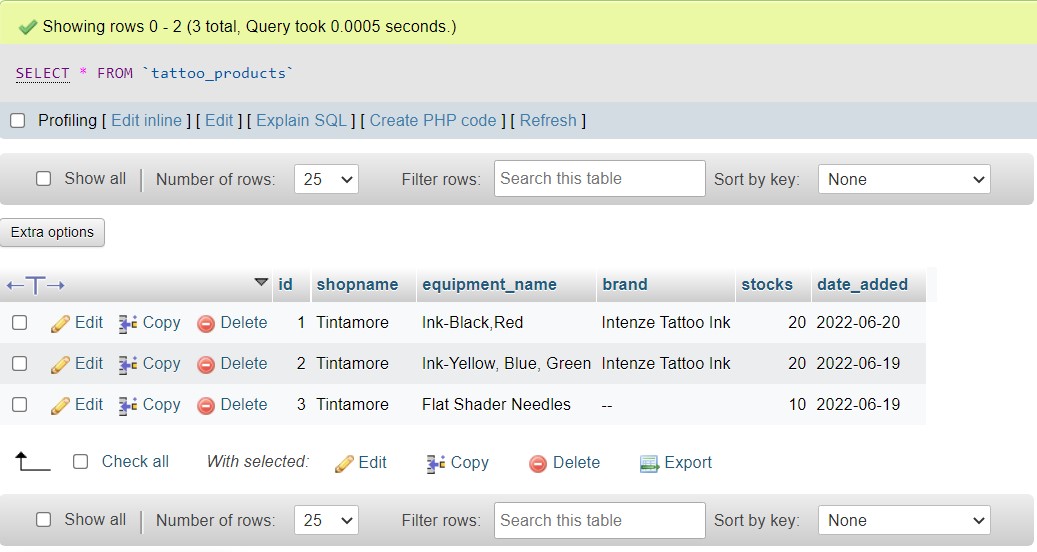 Showing rows 0 - 2 (3 total, Query took 0.0005 seconds.)
SELECT * FROM `tattoo_products`
Profiling [ Edit inline ] [ Edit ] [ Explain SQL ] [ Create PHP code ] [ Refresh ]
Show all Number of rows: 25 Filter rows: Search this table Sort by key: None
Extra options
←T→ id shopname equipment_name brand stocks date_added
Edit Copy Delete 1 Tintamore Ink-Black,Red Intenze Tattoo Ink 20 2022-06-20
Edit Copy Delete 2 Tintamore Ink-Yellow, Blue, Green Intenze Tattoo Ink 20 2022-06-19
Edit Copy Delete 3 Tintamore Flat Shader Needles -- 10 2022-06-19
Check all With selected: Edit Copy Delete Export
Show all Number of rows: 25 Filter rows: Search this table Sort by key: None